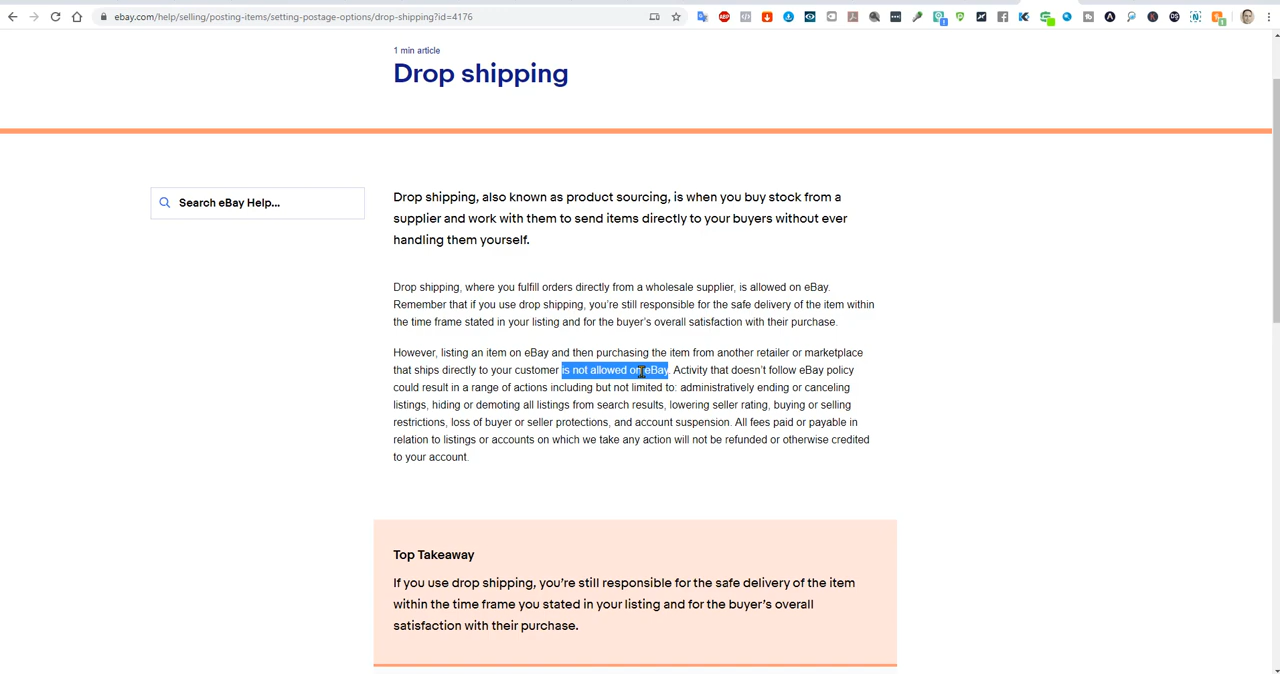 ebay.com/help/selling/posting-items/setting-postage-options/drop-shipping?id=4176
1 min article
Drop shipping
Search eBay Help...
Drop shipping, also known as product sourcing, is when you buy stock from a
supplier and work with them to send items directly to your buyers without ever
handling them yourself.
Drop shipping, where you fulfill orders directly from a wholesale supplier, is allowed on eBay.
Remember that if you use drop shipping, you're still responsible for the safe delivery of the item within
the time frame stated in your listing and for the buyer's overall satisfaction with their purchase.
However, listing an item on eBay and then purchasing the item from another retailer or marketplace
that ships directly to your customer is not allowed on eBay. Activity that doesn't follow eBay policy
could result in a range of actions including but not limited to: administratively ending or canceling
listings, hiding or demoting all listings from search results, lowering seller rating, buying or selling
restrictions, loss of buyer or seller protections, and account suspension. All fees paid or payable in
relation to listings or accounts on which we take any action will not be refunded or otherwise credited
to your account.
Top Takeaway
If you use drop shipping, you're still responsible for the safe delivery of the item
within the time frame you stated in your listing and for the buyer's overall
satisfaction with their purchase.